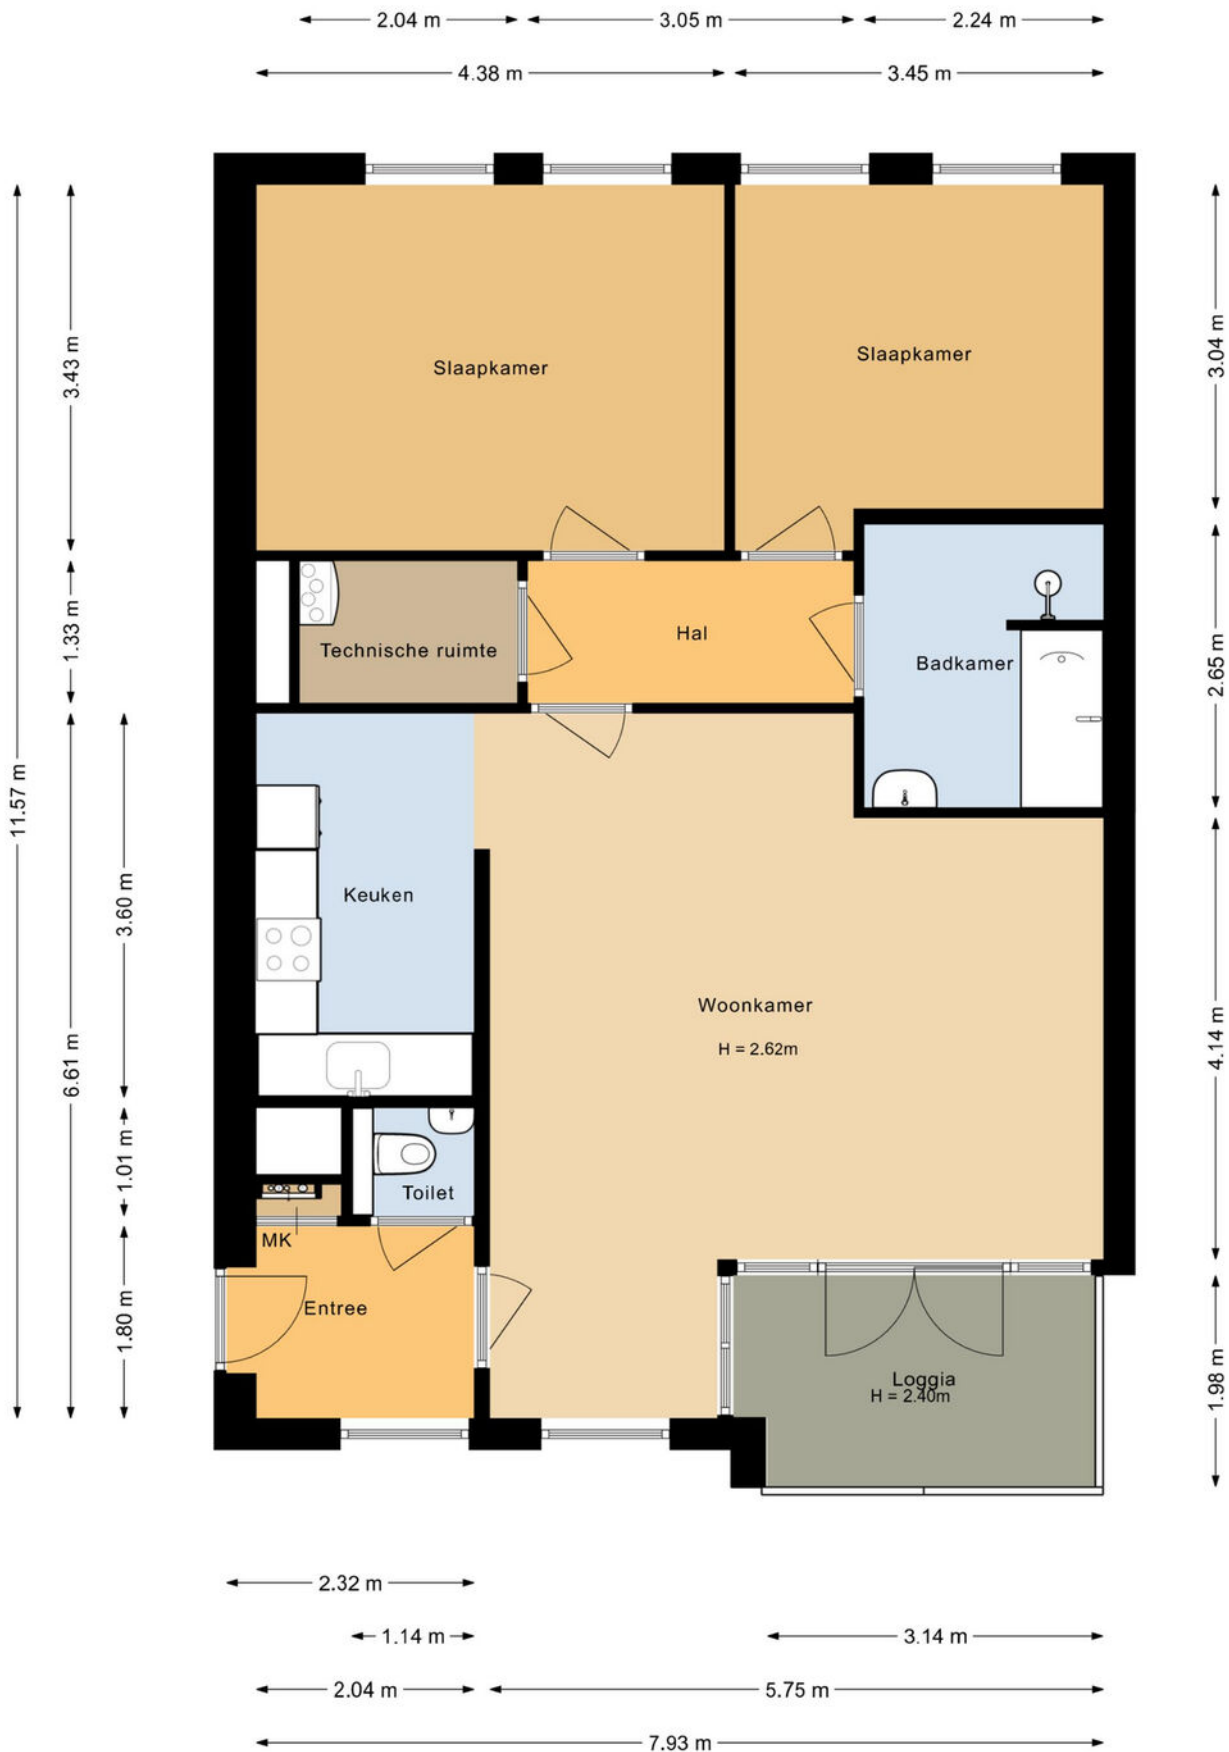 2.04 m 3.05 m 2.24 m
4.38 m 3.45 m
3.43 m
3.04 m
Slaapkamer
Slaapkamer
1.33 m
Technische ruimte
Hal
Badkamer
2.65 m
11.57 m
3.60 m
Keuken
6.61 m
Woonkamer
H = 2.62m
4.14 m
1.01 m
Toilet
MK
1.80 m
Entree
Loggia
H = 2.40m
1.98 m
2.32 m
1.14 m 3.14 m
2.04 m 5.75 m
7.93 m